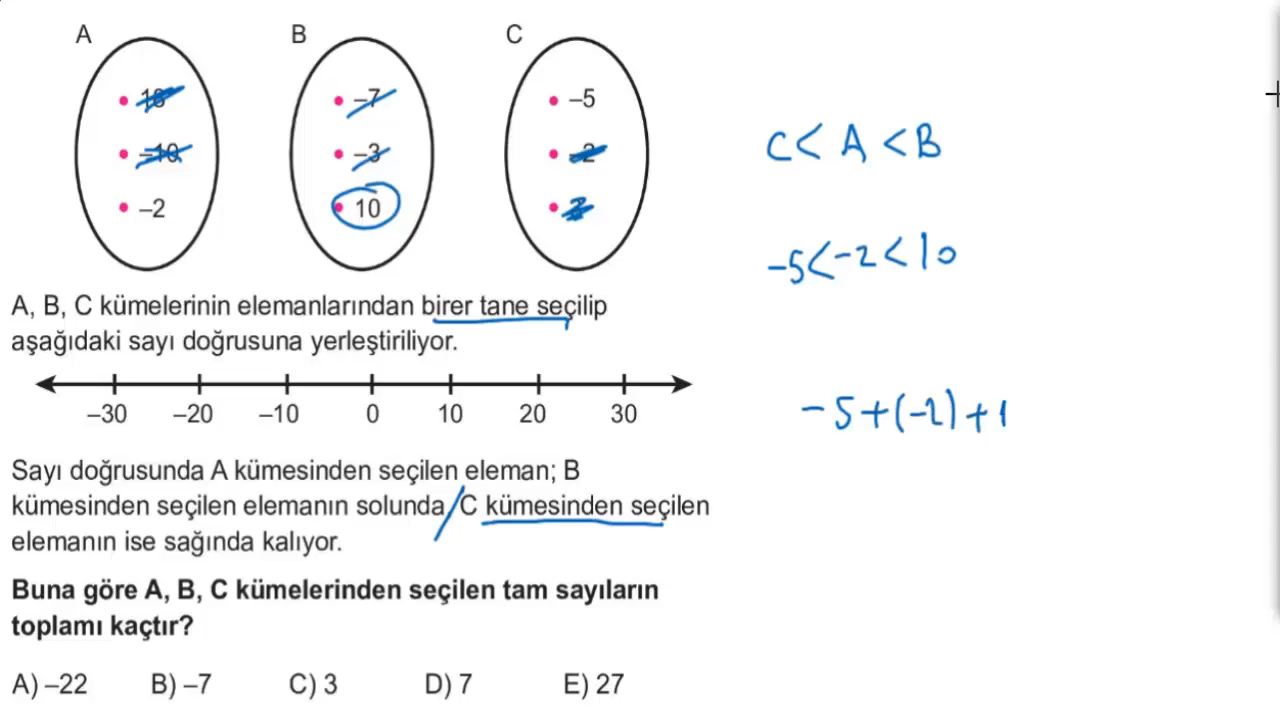 A B C
–7 –5
–10 –3 –2
–2 10
C < A < B
-5 < -2 < 10
A, B, C kümelerinin elemanlarından birer tane seçilip
aşağıdaki sayı doğrusuna yerleştiriliyor.
–30 –20 –10 0 10 20 30
-5+(-2)+1
Sayı doğrusunda A kümesinden seçilen eleman; B
kümesinden seçilen elemanın solunda C kümesinden seçilen
elemanın ise sağında kalıyor.
Buna göre A, B, C kümelerinden seçilen tam sayıların
toplamı kaçtır?
A) –22 B) –7 C) 3 D) 7 E) 27